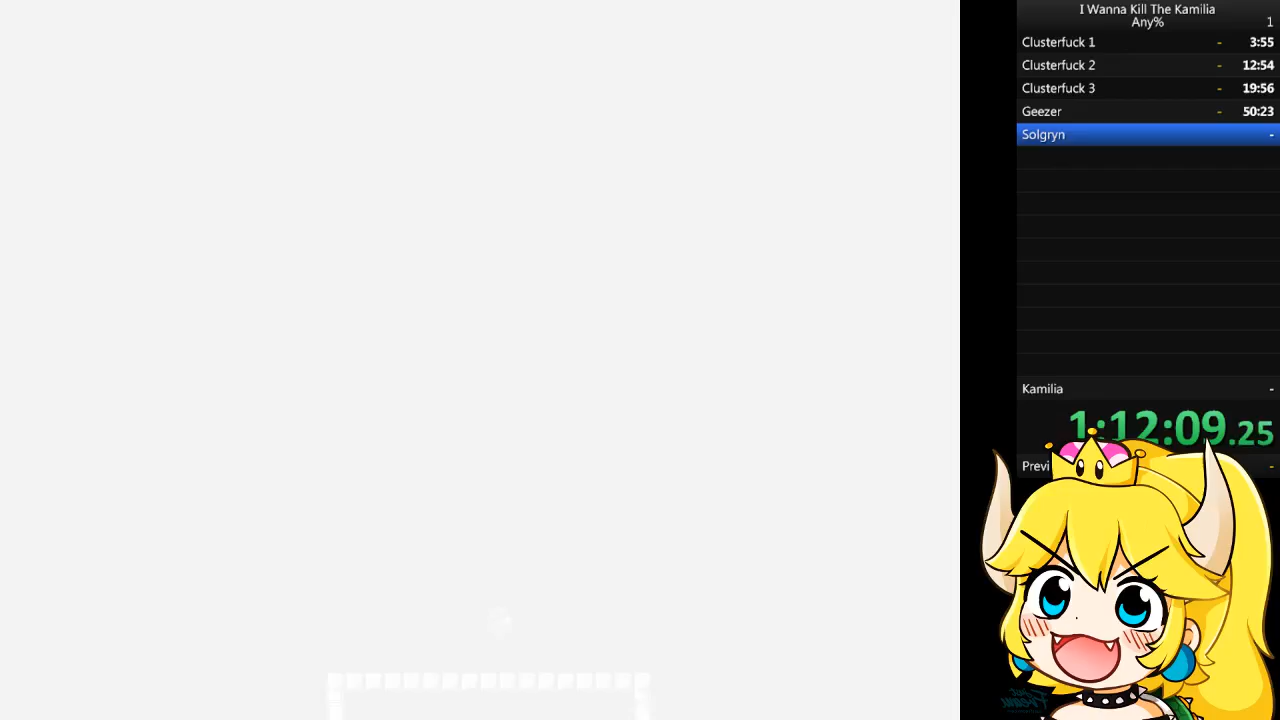 I Wanna Kill The Kamilia
Any% 1
Clusterfuck 1 - 3:55
Clusterfuck 2 - 12:54
Clusterfuck 3 - 19:56
Geezer - 50:23
Solgryn -
Kamilia -
1:12:09.25
Previ -